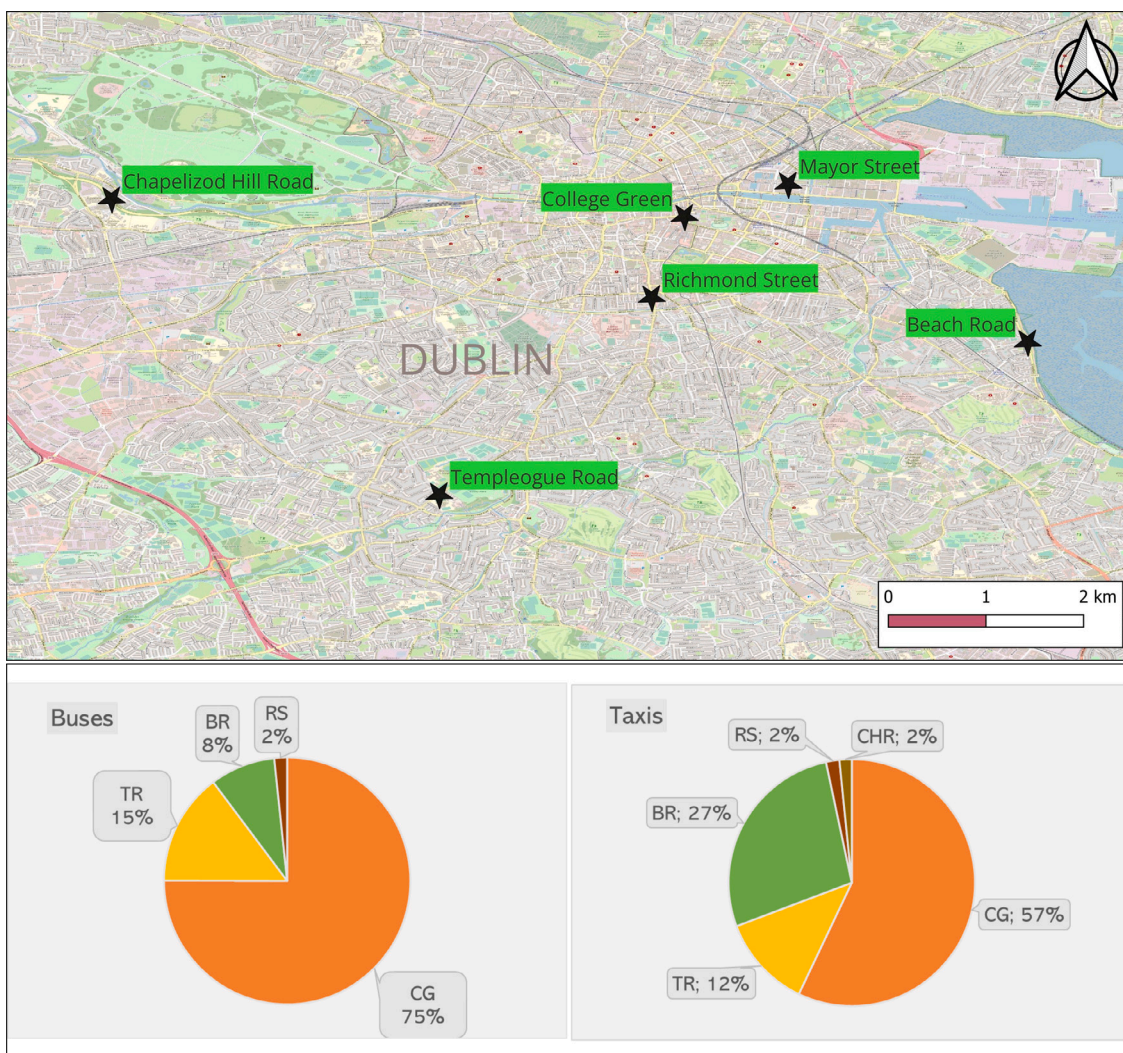 Chapelizod Hill Road
Mayor Street
College Green
Richmond Street
Beach Road
DUBLIN
Templeogue Road
0 1 2 km
Buses
BR
8%
RS
2%
TR
15%
CG
75%
Taxis
RS; 2%
CHR; 2%
BR; 27%
CG; 57%
TR; 12%